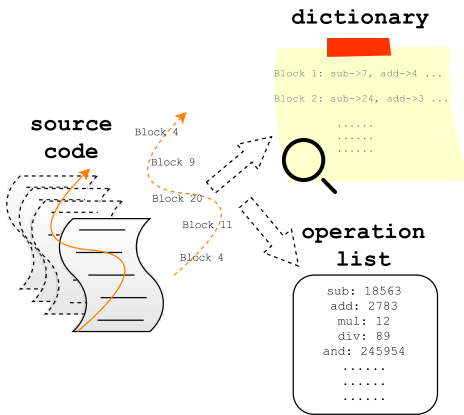 dictionary
Block 1: sub->7, add->4 ...
Block 2: sub->24, add->3 ...
......
......
......
source
code
Block 4
Block 9
Block 20
Block 11
Block 4
operation
list
sub: 18563
add: 2783
mul: 12
div: 89
and: 245954
......
......
......